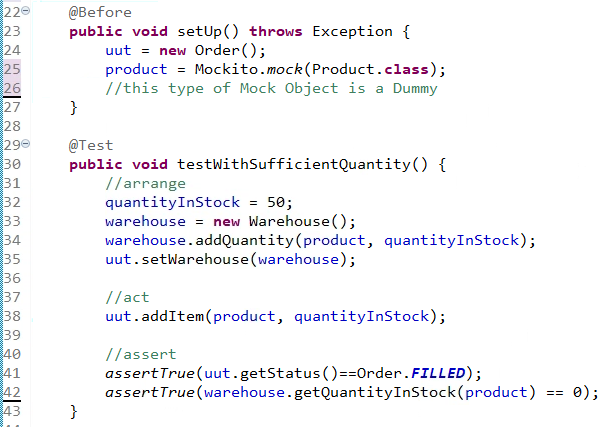 22 @Before
23 public void setUp() throws Exception {
24 uut = new Order();
25 product = Mockito.mock(Product.class);
26 //this type of Mock Object is a Dummy
27 }
28
29 @Test
30 public void testWithSufficientQuantity() {
31 //arrange
32 quantityInStock = 50;
33 warehouse = new Warehouse();
34 warehouse.addQuantity(product, quantityInStock);
35 uut.setWarehouse(warehouse);
36
37 //act
38 uut.addItem(product, quantityInStock);
39
40 //assert
41 assertTrue(uut.getStatus()==Order.FILLED);
42 assertTrue(warehouse.getQuantityInStock(product) == 0);
43 }